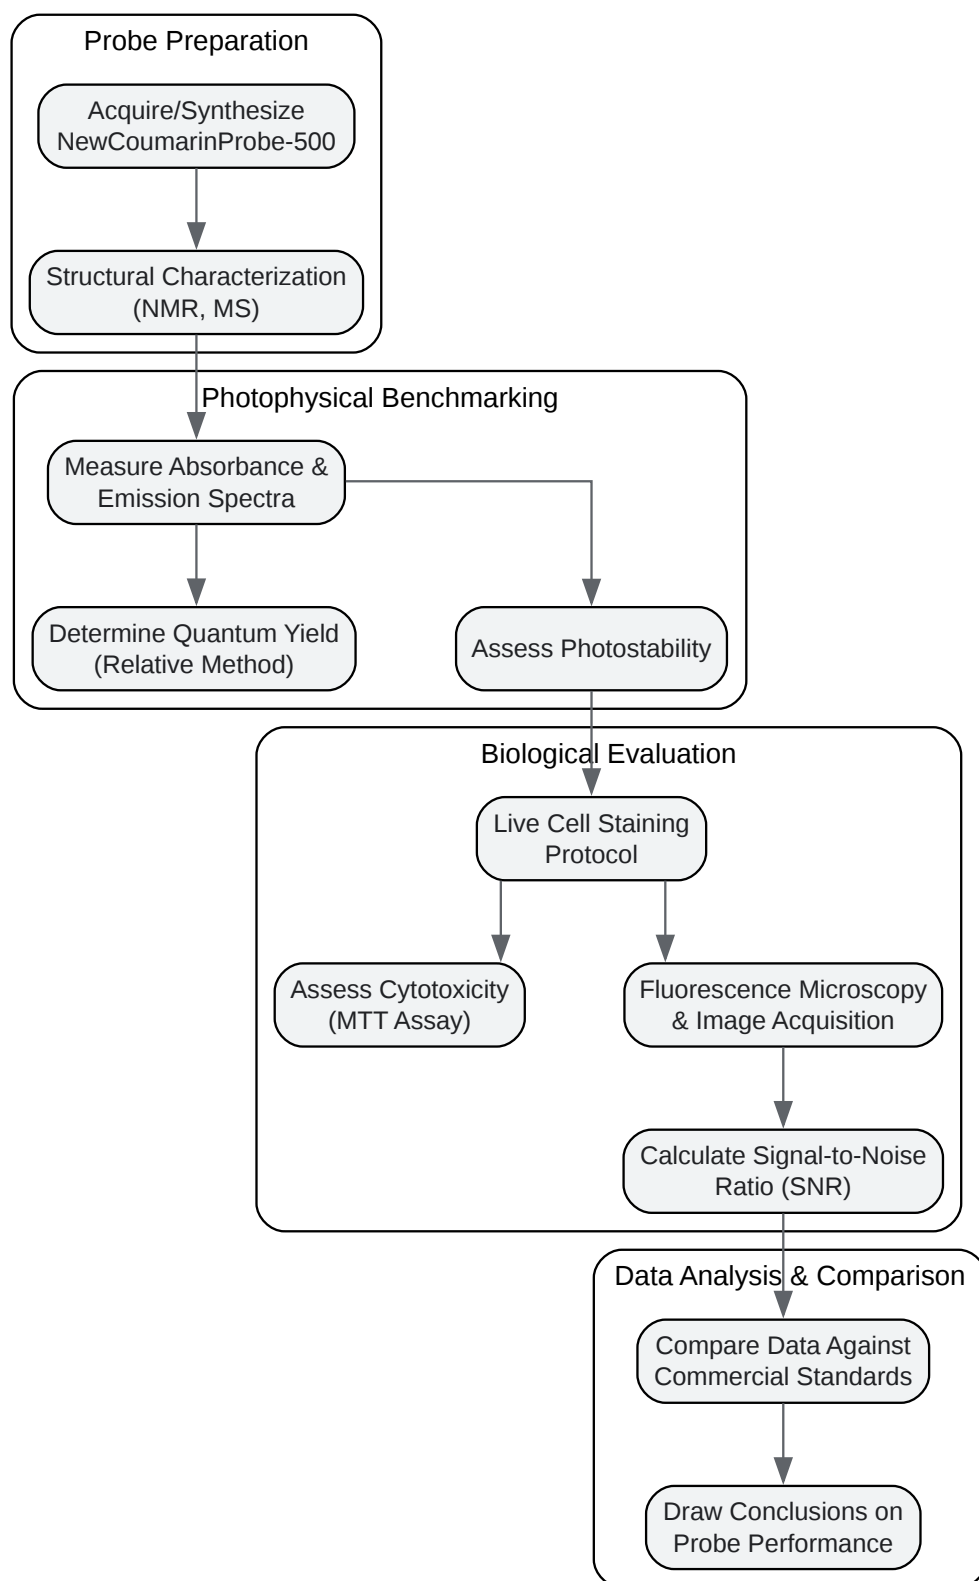 Probe Preparation
Acquire/Synthesize
NewCoumarinProbe-500
Structural Characterization
(NMR, MS)
Photophysical Benchmarking
Measure Absorbance &
Emission Spectra
Determine Quantum Yield
(Relative Method)
Assess Photostability
Biological Evaluation
Live Cell Staining
Protocol
Assess Cytotoxicity
(MTT Assay)
Fluorescence Microscopy
& Image Acquisition
Calculate Signal-to-Noise
Ratio (SNR)
Data Analysis & Comparison
Compare Data Against
Commercial Standards
Draw Conclusions on
Probe Performance